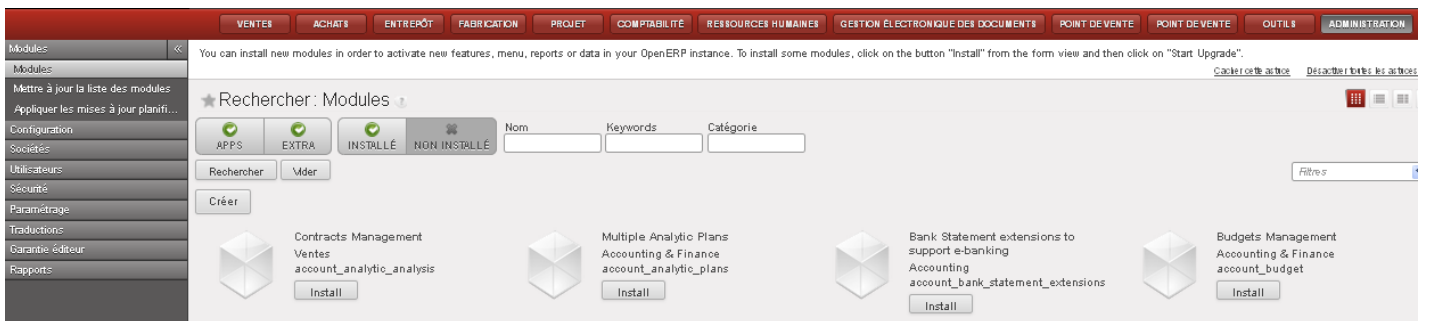 VENTES ACHATS ENTREPÔT FABRICATION PROJET COMPTABILITÉ RESSOURCES HUMAINES GESTION ÉLECTRONIQUE DES DOCUMENTS POINT DE VENTE POINT DE VENTE OUTILS ADMINISTRATION
Modules «
Modules
Mettre à jour la liste des modules
Appliquer les mises à jour planifi...
Configuration
Sociétés
Utilisateurs
Sécurité
Paramétrage
Traductions
Garantie éditeur
Rapports
You can install new modules in order to activate new features, menu, reports or data in your OpenERP instance. To install some modules, click on the button "Install" from the form view and then click on "Start Upgrade".
Cacher cette astuce Désactiver toutes les astuces
Rechercher : Modules ?
APPS EXTRA INSTALLÉ NON INSTALLÉ Nom Keywords Catégorie
Rechercher Vider Filtres
Créer
Contracts Management
Ventes
account_analytic_analysis
Install
Multiple Analytic Plans
Accounting & Finance
account_analytic_plans
Install
Bank Statement extensions to
support e-banking
Accounting
account_bank_statement_extensions
Install
Budgets Management
Accounting & Finance
account_budget
Install